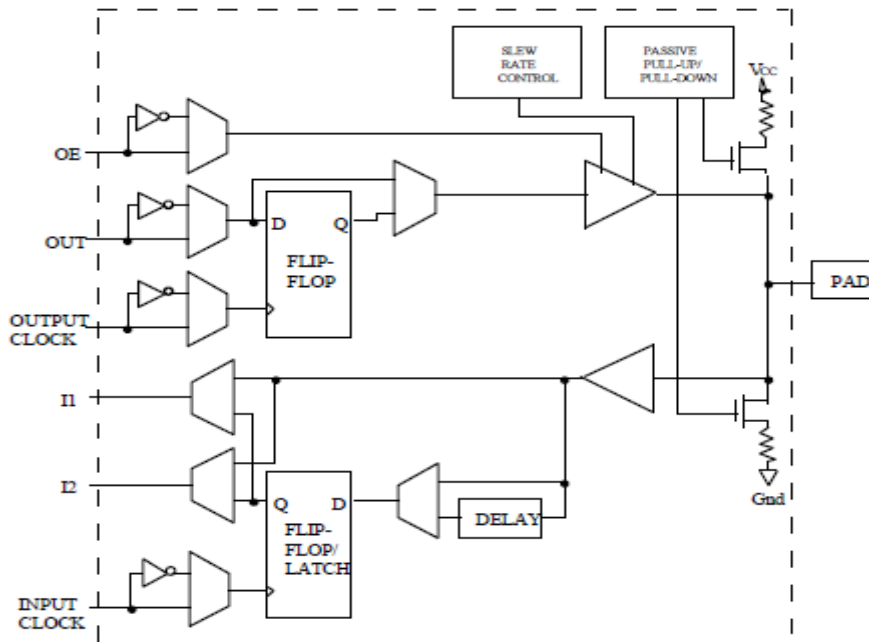 SLEW
RATE
CONTROL
PASSIVE
PULL-UP/
PULL-DOWN
Vcc
OE
OUT
D
Q
FLIP-
FLOP
OUTPUT
CLOCK
PAD
I1
I2
Q
D
FLIP-
FLOP/
LATCH
DELAY
Gnd
INPUT
CLOCK